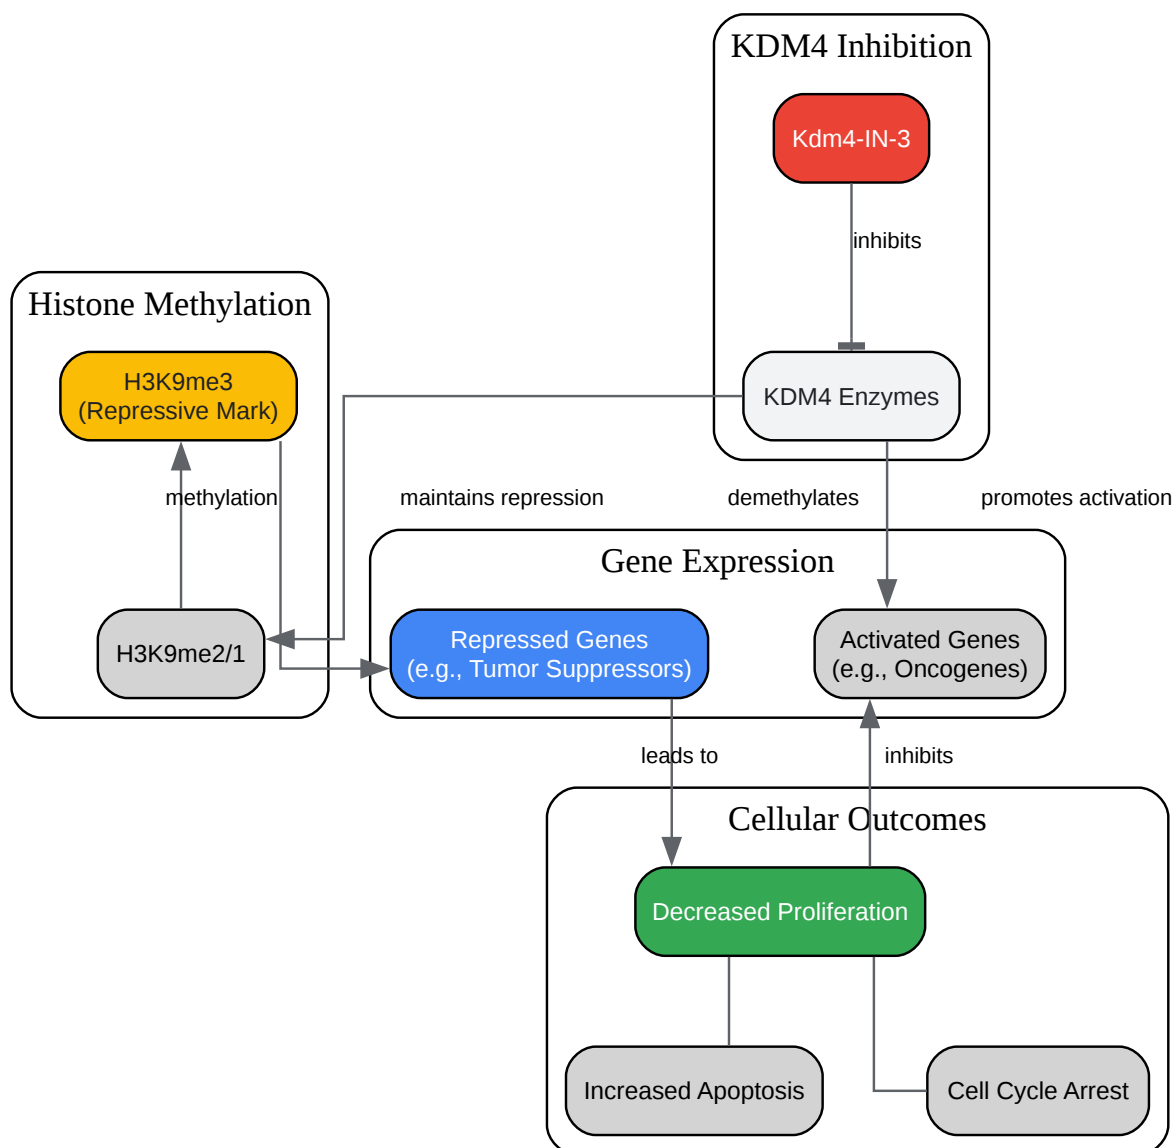 KDM4 Inhibition
Kdm4-IN-3
inhibits
Histone Methylation
H3K9me3
(Repressive Mark)
KDM4 Enzymes
methylation
maintains repression
demethylates
promotes activation
Gene Expression
H3K9me2/1
Repressed Genes
(e.g., Tumor Suppressors)
Activated Genes
(e.g., Oncogenes)
leads to
inhibits
Cellular Outcomes
Decreased Proliferation
Increased Apoptosis
Cell Cycle Arrest